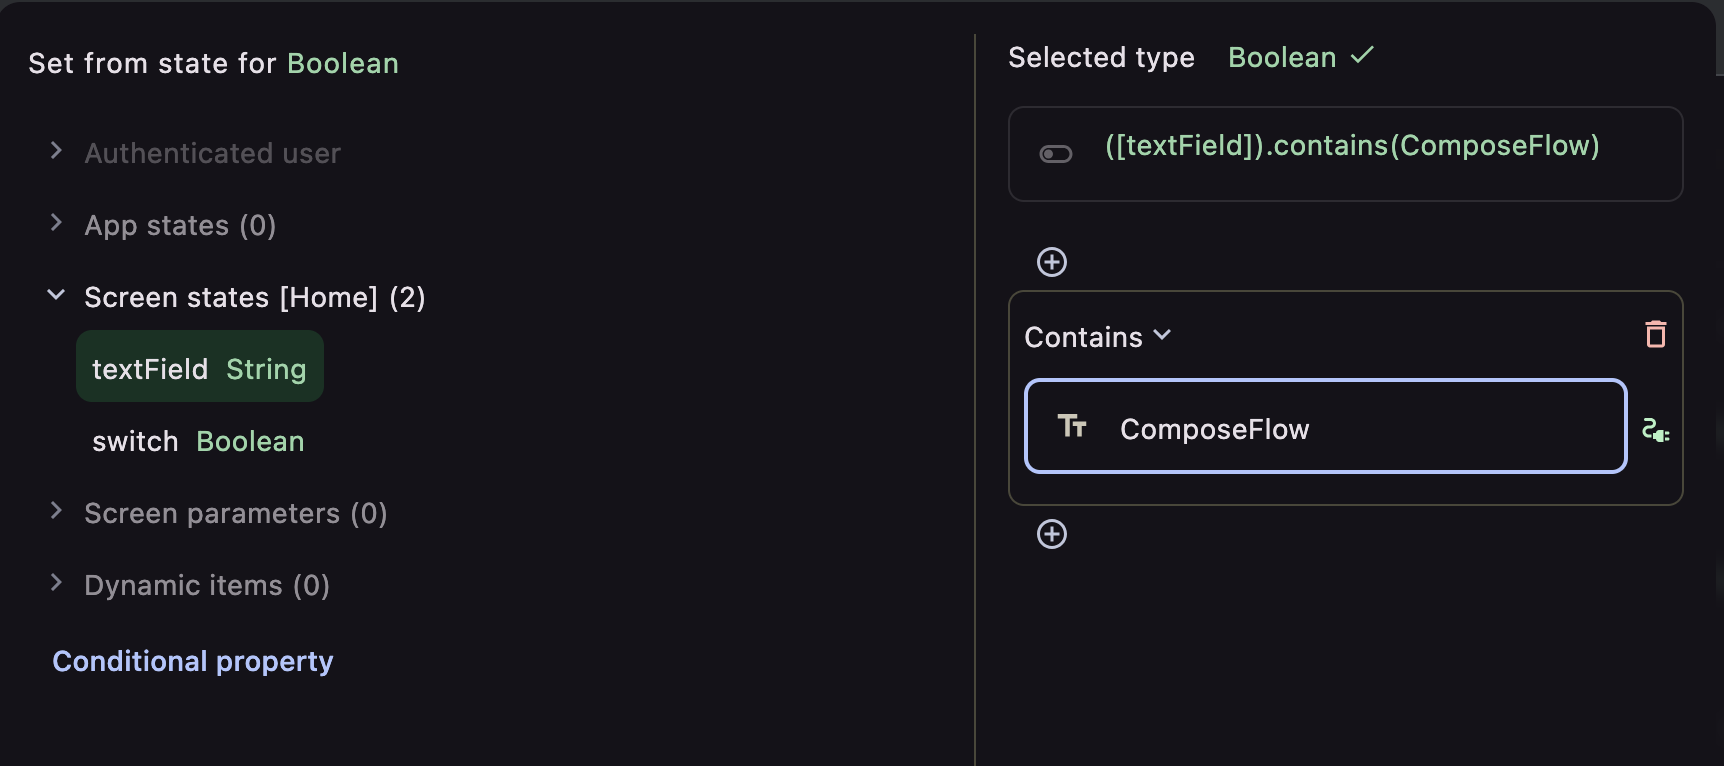 Set from state for Boolean
Authenticated user
App states (0)
Screen states [Home] (2)
textField String
switch Boolean
Screen parameters (0)
Dynamic items (0)
Conditional property
Selected type Boolean
([textField]).contains(ComposeFlow)
Contains
ComposeFlow